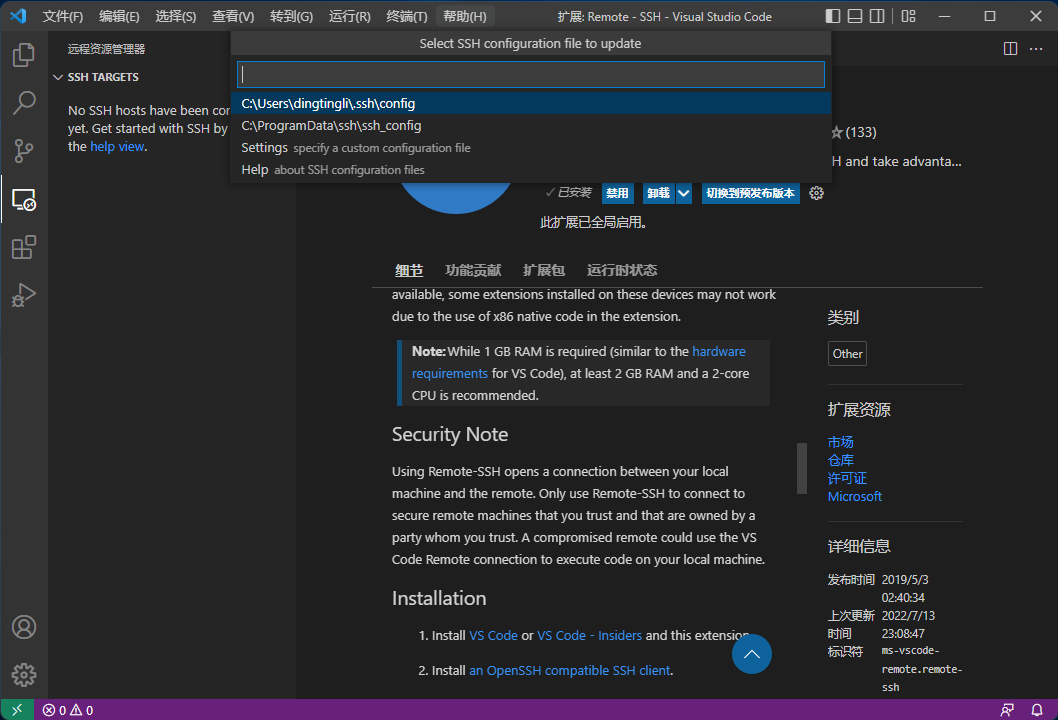 文件(F) 编辑(E) 选择(S) 查看(V) 转到(G) 运行(R) 终端(T) 帮助(H) 扩展: Remote - SSH - Visual Studio Code
Select SSH configuration file to update
C:\Users\dingtingli\.ssh\config
C:\ProgramData\ssh\ssh_config
Settings specify a custom configuration file
Help about SSH configuration files
远程资源管理器
SSH TARGETS
No SSH hosts have been con
yet. Get started with SSH by
the help view.
(133)
H and take advanta...
已安装 禁用 卸载 切换到预发布版本
此扩展已全局启用。
细节 功能贡献 扩展包 运行时状态
available, some extensions installed on these devices may not work
due to the use of x86 native code in the extension.
Note: While 1 GB RAM is required (similar to the hardware
requirements for VS Code), at least 2 GB RAM and a 2-core
CPU is recommended.
Security Note
Using Remote-SSH opens a connection between your local
machine and the remote. Only use Remote-SSH to connect to
secure remote machines that you trust and that are owned by a
party whom you trust. A compromised remote could use the VS
Code Remote connection to execute code on your local machine.
Installation
1. Install VS Code or VS Code - Insiders and this extension
2. Install an OpenSSH compatible SSH client.
类别
Other
扩展资源
市场
仓库
许可证
Microsoft
详细信息
发布时间 2019/5/3
02:40:34
上次更新 2022/7/13
时间 23:08:47
标识符 ms-vscode-
remote.remote-
ssh
0 0